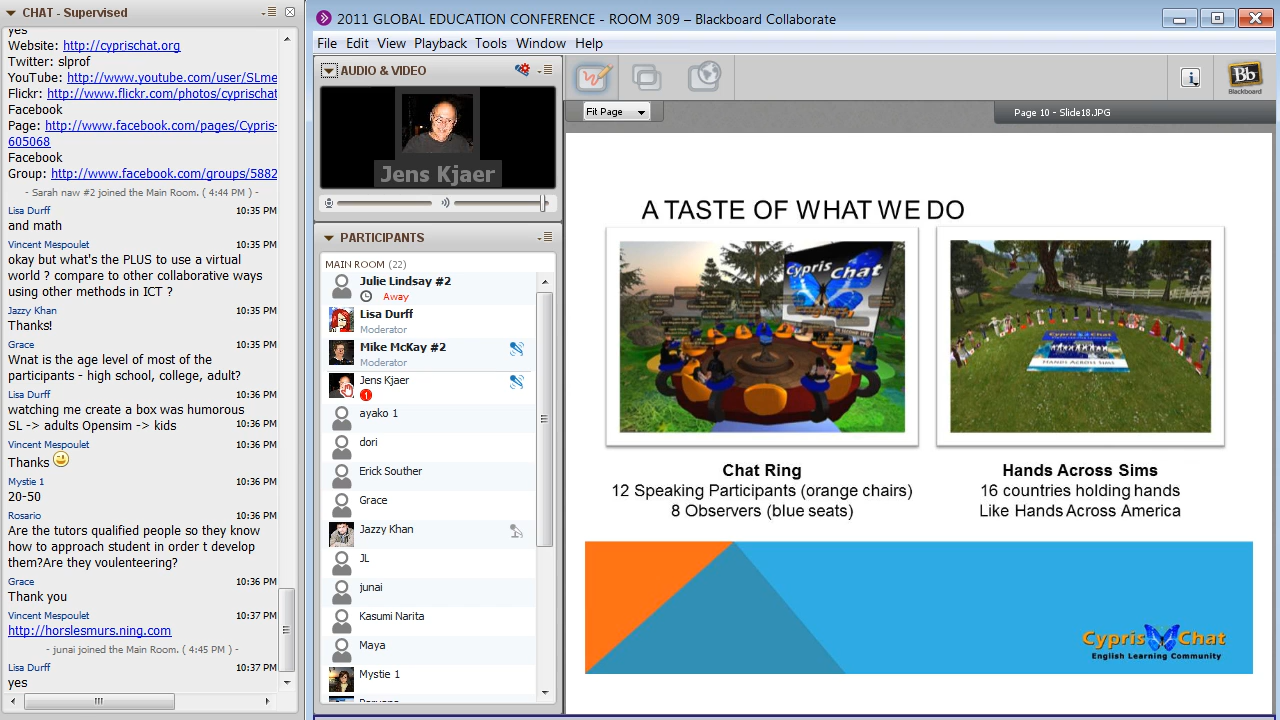 CHAT - Supervised
yes
Website: http://cyprischat.org
Twitter: slprof
YouTube: http://www.youtube.com/user/SLme
Flickr: http://www.flickr.com/photos/cyprischat
Facebook
Page: http://www.facebook.com/pages/Cypris-
605068
Facebook
Group: http://www.facebook.com/groups/5882
- Sarah naw #2 joined the Main Room. ( 4:44 PM ) -
Lisa Durff 10:35 PM
and math
Vincent Mespoulet 10:35 PM
okay but what's the PLUS to use a virtual
world ? compare to other collaborative ways
using other methods in ICT ?
Jazzy Khan 10:35 PM
Thanks!
Grace 10:35 PM
Wnat is the age level of most of the
participants - high school, college, adult?
Lisa Durff 10:36 PM
watching me create a box was humorous
SL -> adults Opensim -> kids 10:36 PM
Vincent Mespoulet 10:36 PM
Thanks
Mystie 1 10:36 PM
20-50
Rosario 10:36 PM
Are the tutors qualified people so they know
how to approach student in order t develop
them?Are they voulenteering?
Grace 10:36 PM
Thank you
Vincent Mespoulet 10:37 PM
http://horslesmurs.ning.com
- junai joined the Main Room. ( 4:45 PM ) -
Lisa Durff 10:37 PM
yes
2011 GLOBAL EDUCATION CONFERENCE - ROOM 309 – Blackboard Collaborate
File Edit View Playback Tools Window Help
AUDIO & VIDEO
Jens Kjaer
PARTICIPANTS
MAIN ROOM (22)
Julie Lindsay #2
Away
Lisa Durff
Moderator
Mike McKay #2
Moderator
Jens Kjaer
1
ayako 1
dori
Erick Souther
Grace
Jazzy Khan
JL
junai
Kasumi Narita
Maya
Mystie 1
Bb
Blackboard
Fit Page
Page 10 - Slide18.JPG
A TASTE OF WHAT WE DO
Cypris Chat
Cypris Chat
HANDS ACROSS SIMS
Chat Ring
12 Speaking Participants (orange chairs)
8 Observers (blue seats)
Hands Across Sims
16 countries holding hands
Like Hands Across America
Cypris Chat
English Learning Community